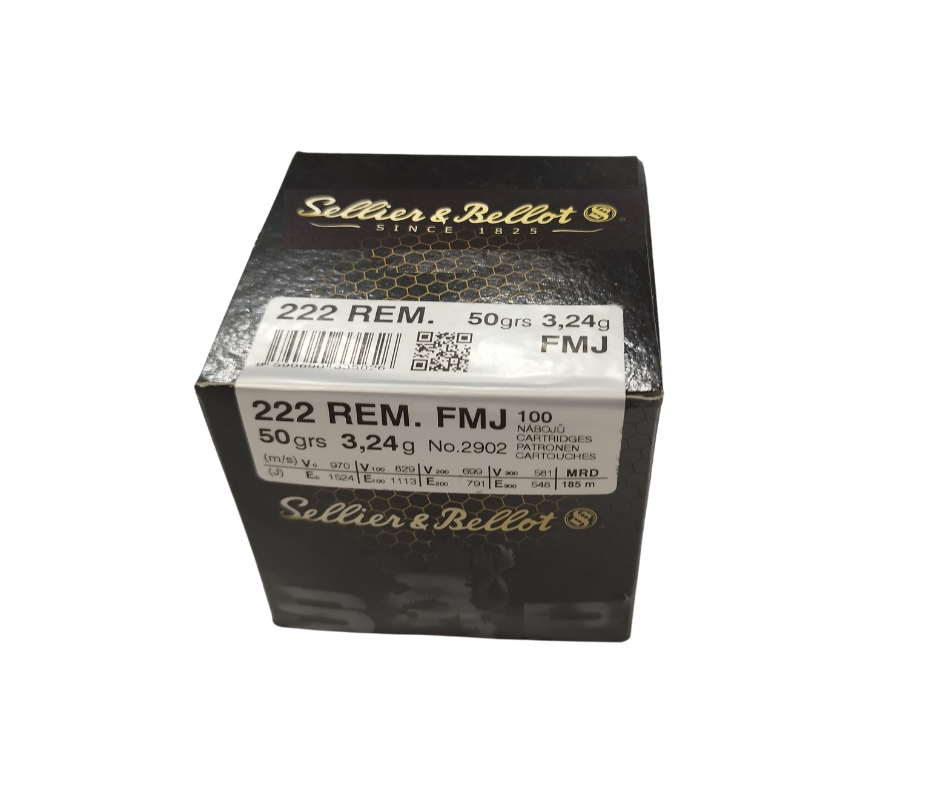 Sellier & Bellot
SINCE 1825
222 REM. 50grs 3,24g
FMJ
222 REM. FMJ 100
NÁBOJŮ
50grs 3,24g No.2902 CARTRIDGES
PATRONEN
CARTOUCHES
(m/s) V₀ 970 V₁₀₀ 829 V₂₀₀ 699 V₃₀₀ 581 MRD
(J) E₀ 1524 E₁₀₀ 1113 E₂₀₀ 791 E₃₀₀ 548 185 m
Sellier & Bellot
S&B